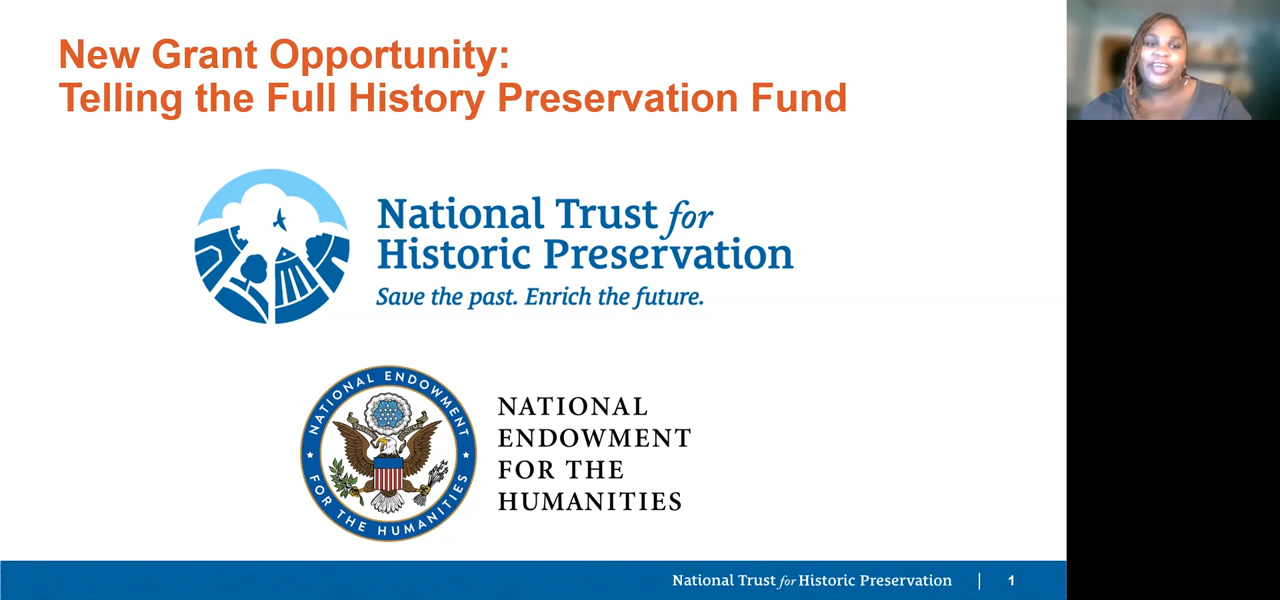 New Grant Opportunity:
Telling the Full History Preservation Fund
National Trust for
Historic Preservation
Save the past. Enrich the future.
NATIONAL ENDOWMENT
FOR THE HUMANITIES
NATIONAL
ENDOWMENT
FOR THE
HUMANITIES
National Trust for Historic Preservation | 1